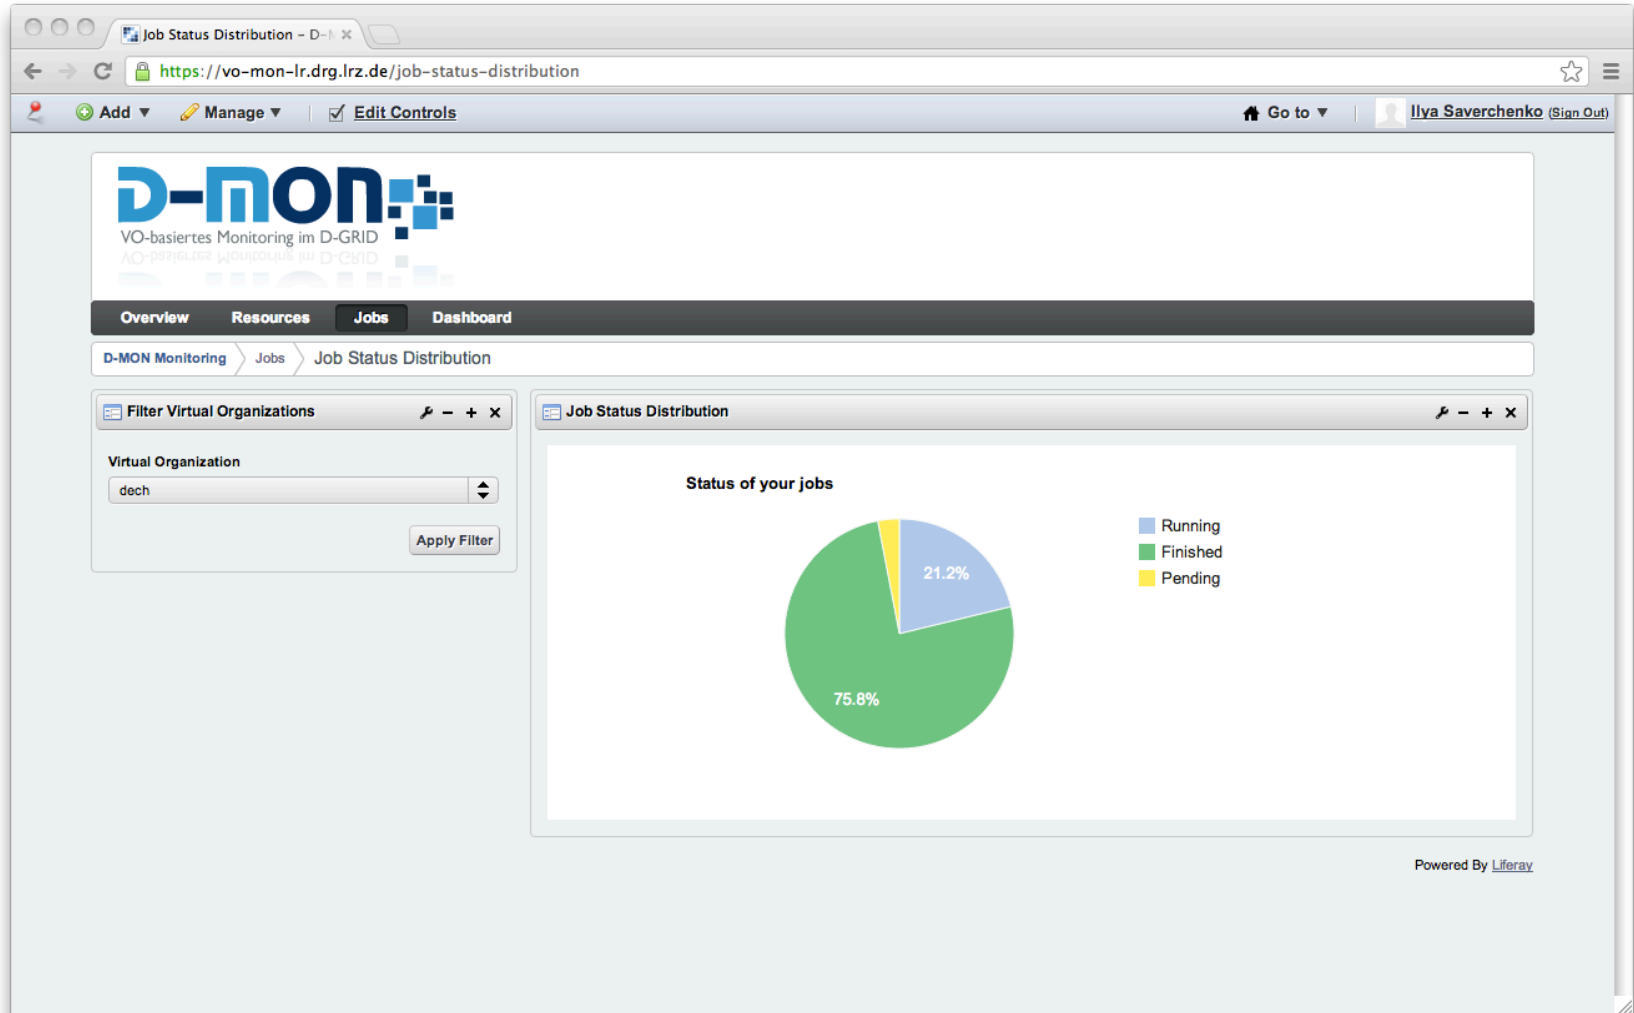 Job Status Distribution – D-M
https://vo-mon-lr.drg.lrz.de/job-status-distribution
Add Manage Edit Controls Go to Ilya Saverchenko (Sign Out)
D-MON
VO-basiertes Monitoring im D-GRID
Overview Resources Jobs Dashboard
D-MON Monitoring Jobs Job Status Distribution
Filter Virtual Organizations
Virtual Organization
dech
Apply Filter
Job Status Distribution
Status of your jobs
21.2%
75.8%
Running
Finished
Pending
Powered By Liferay